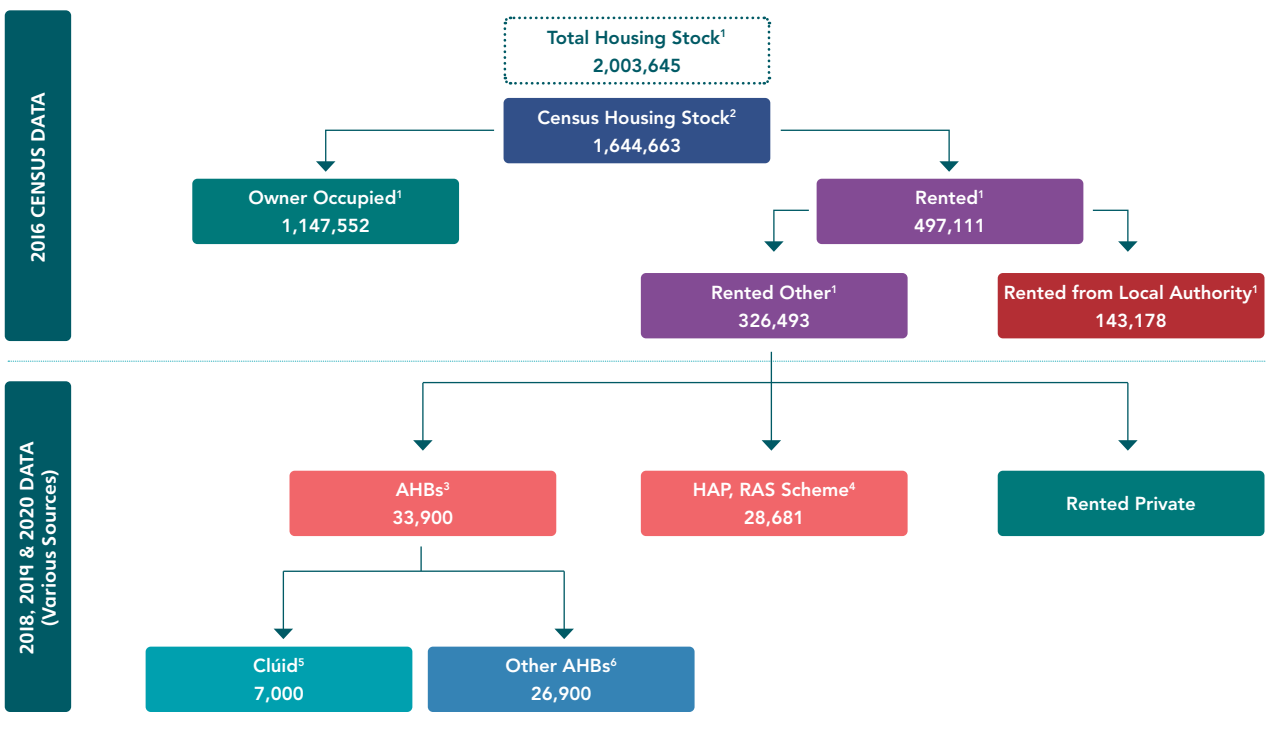 2016 CENSUS DATA
Total Housing Stock¹
2,003,645
Census Housing Stock²
1,644,663
Owner Occupied¹
1,147,552
Rented¹
497,111
Rented Other¹
326,493
Rented from Local Authority¹
143,178
2018, 2019 & 2020 DATA
(Various Sources)
AHBs³
33,900
HAP, RAS Scheme⁴
28,681
Rented Private
Clúid⁵
7,000
Other AHBs⁶
26,900